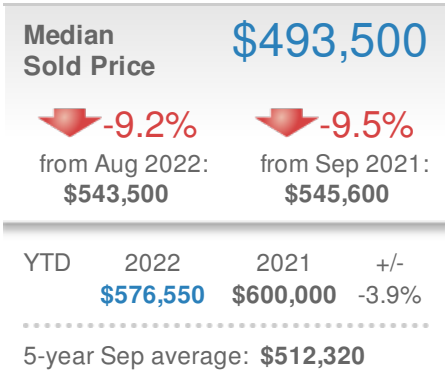 Median $493,500
Sold Price
-9.2% -9.5%
from Aug 2022: from Sep 2021:
$543,500 $545,600
YTD 2022 2021 +/-
$576,550 $600,000 -3.9%
5-year Sep average: $512,320